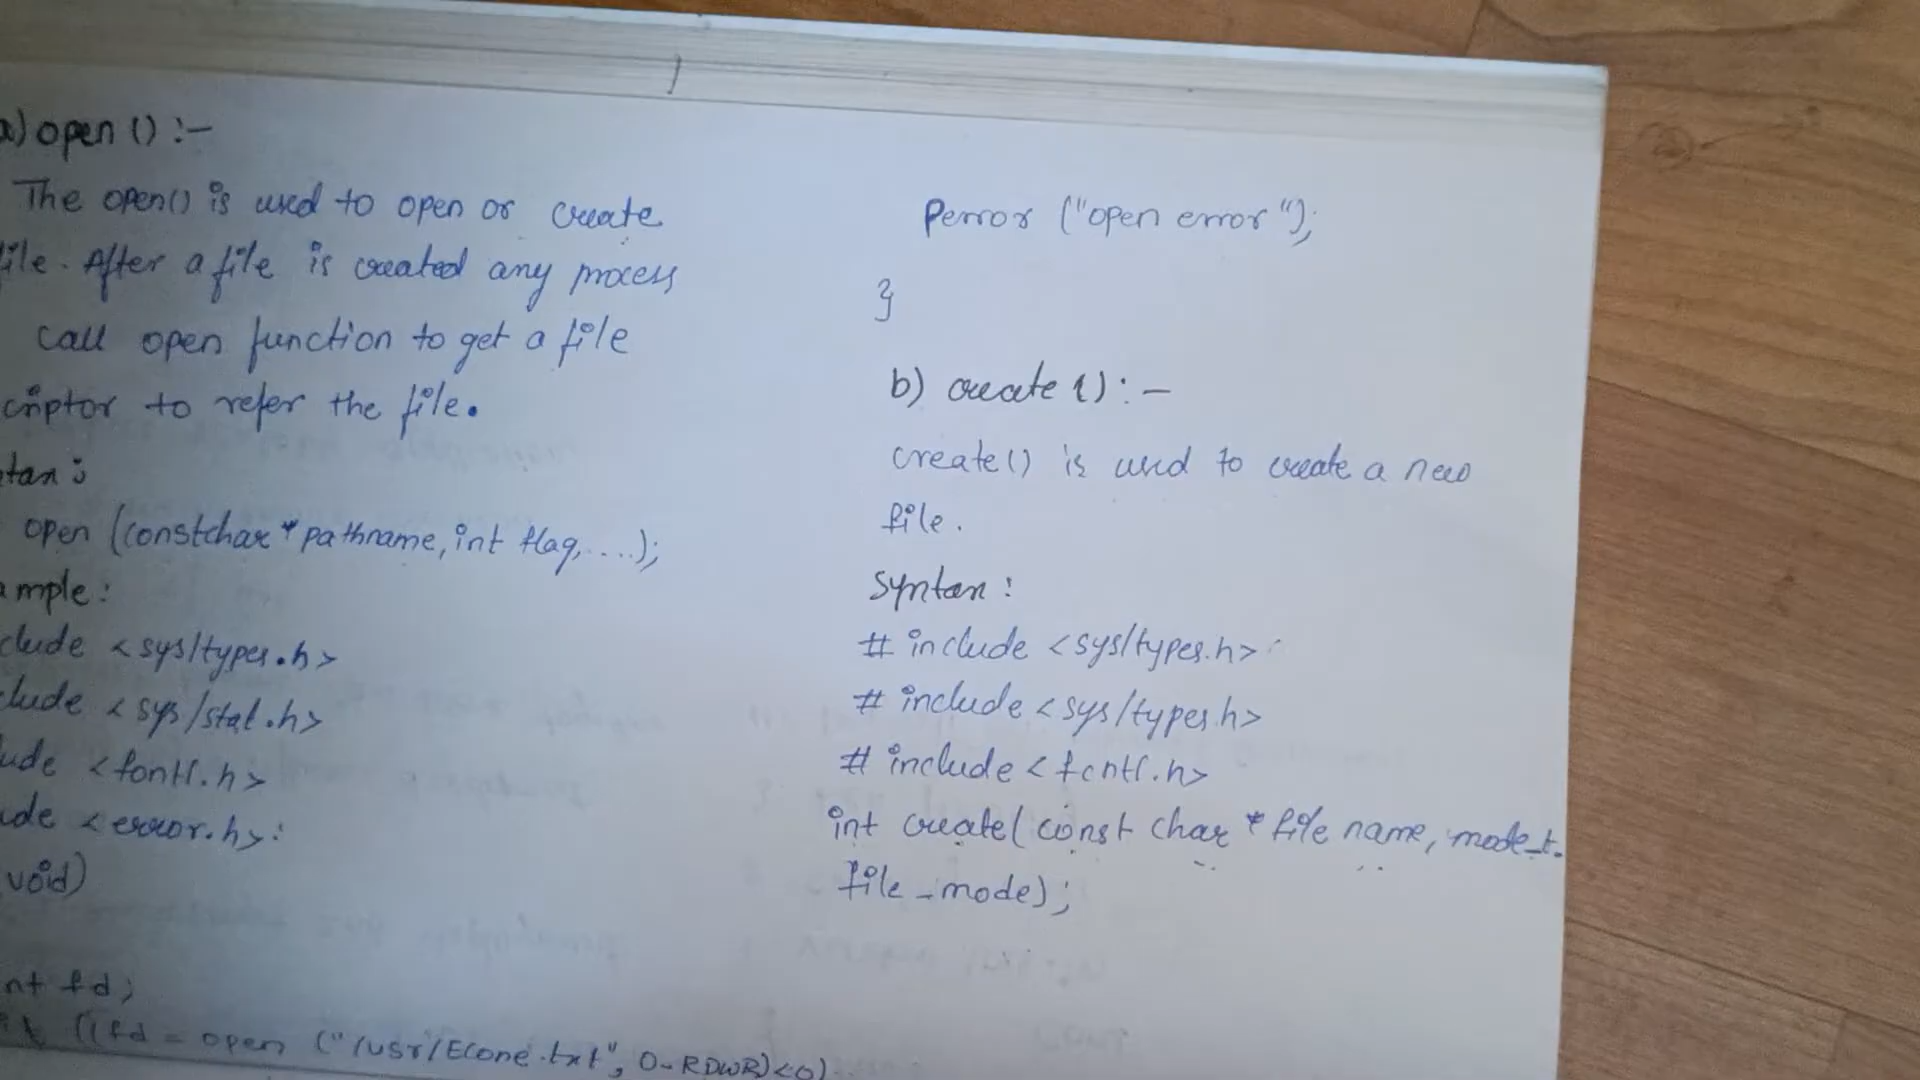 a) open () :-
The open() is used to open or create
file. After a file is created any process
call open function to get a file
criptor to refer the file.
tax :
open (constchar * pathname, int flag, ....);
ample :
clude <sys/types.h>
clude <sys/stat.h>
ude <fcntl.h>
ude <error.h>:
void)
nt fd;
((fd = open ("/usr/Econe.txt", O-RDWR)<0)
Perror ("open error");
}
b) create () : -
create() is used to create a new
file.
Syntax :
# include <sys/types.h>
# include <sys/types.h>
# include <fcntl.h>
int create( const char * file name, mode_t
file _mode);